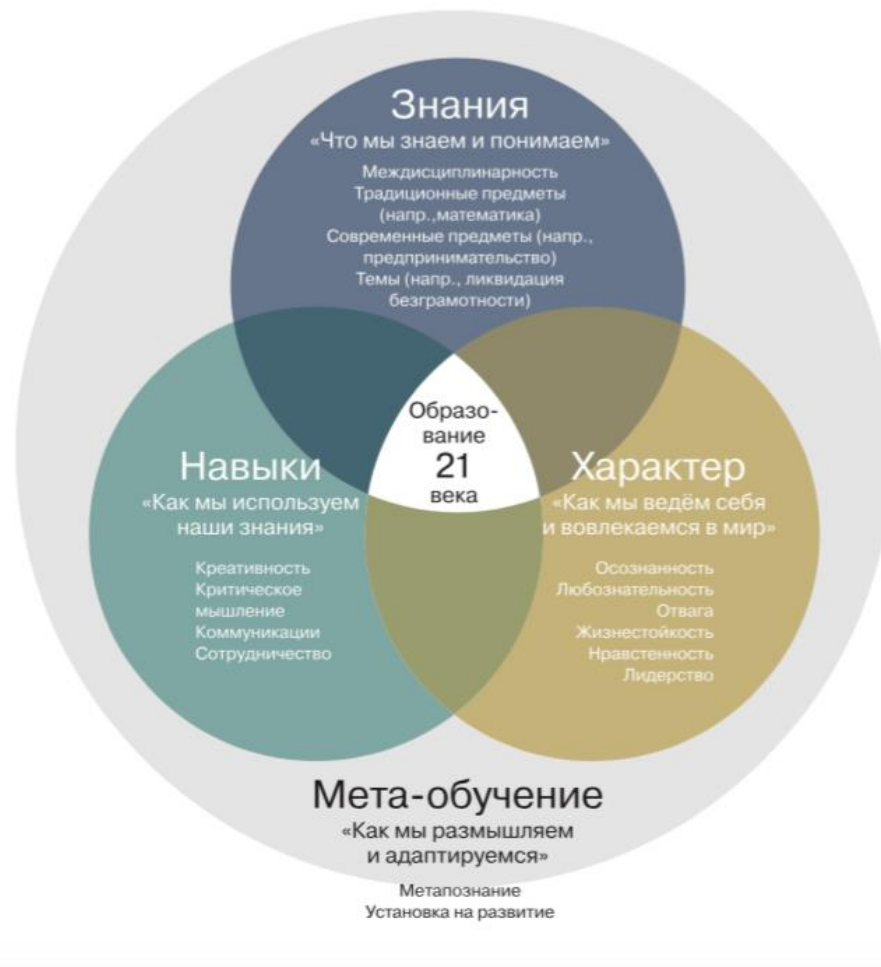 Знания
«Что мы знаем и понимаем»
Междисциплинарность
Традиционные предметы
(напр.,математика)
Современные предметы (напр.,
предпринимательство)
Темы (напр., ликвидация
безграмотности)
Образо-
вание
21
века
Навыки
«Как мы используем
наши знания»
Креативность
Критическое
мышление
Коммуникации
Сотрудничество
Характер
«Как мы ведём себя
и вовлекаемся в мир»
Осознанность
Любознательность
Отвага
Жизнестойкость
Нравстенность
Лидерство
Мета-обучение
«Как мы размышляем
и адаптируемся»
Метапознание
Установка на развитие